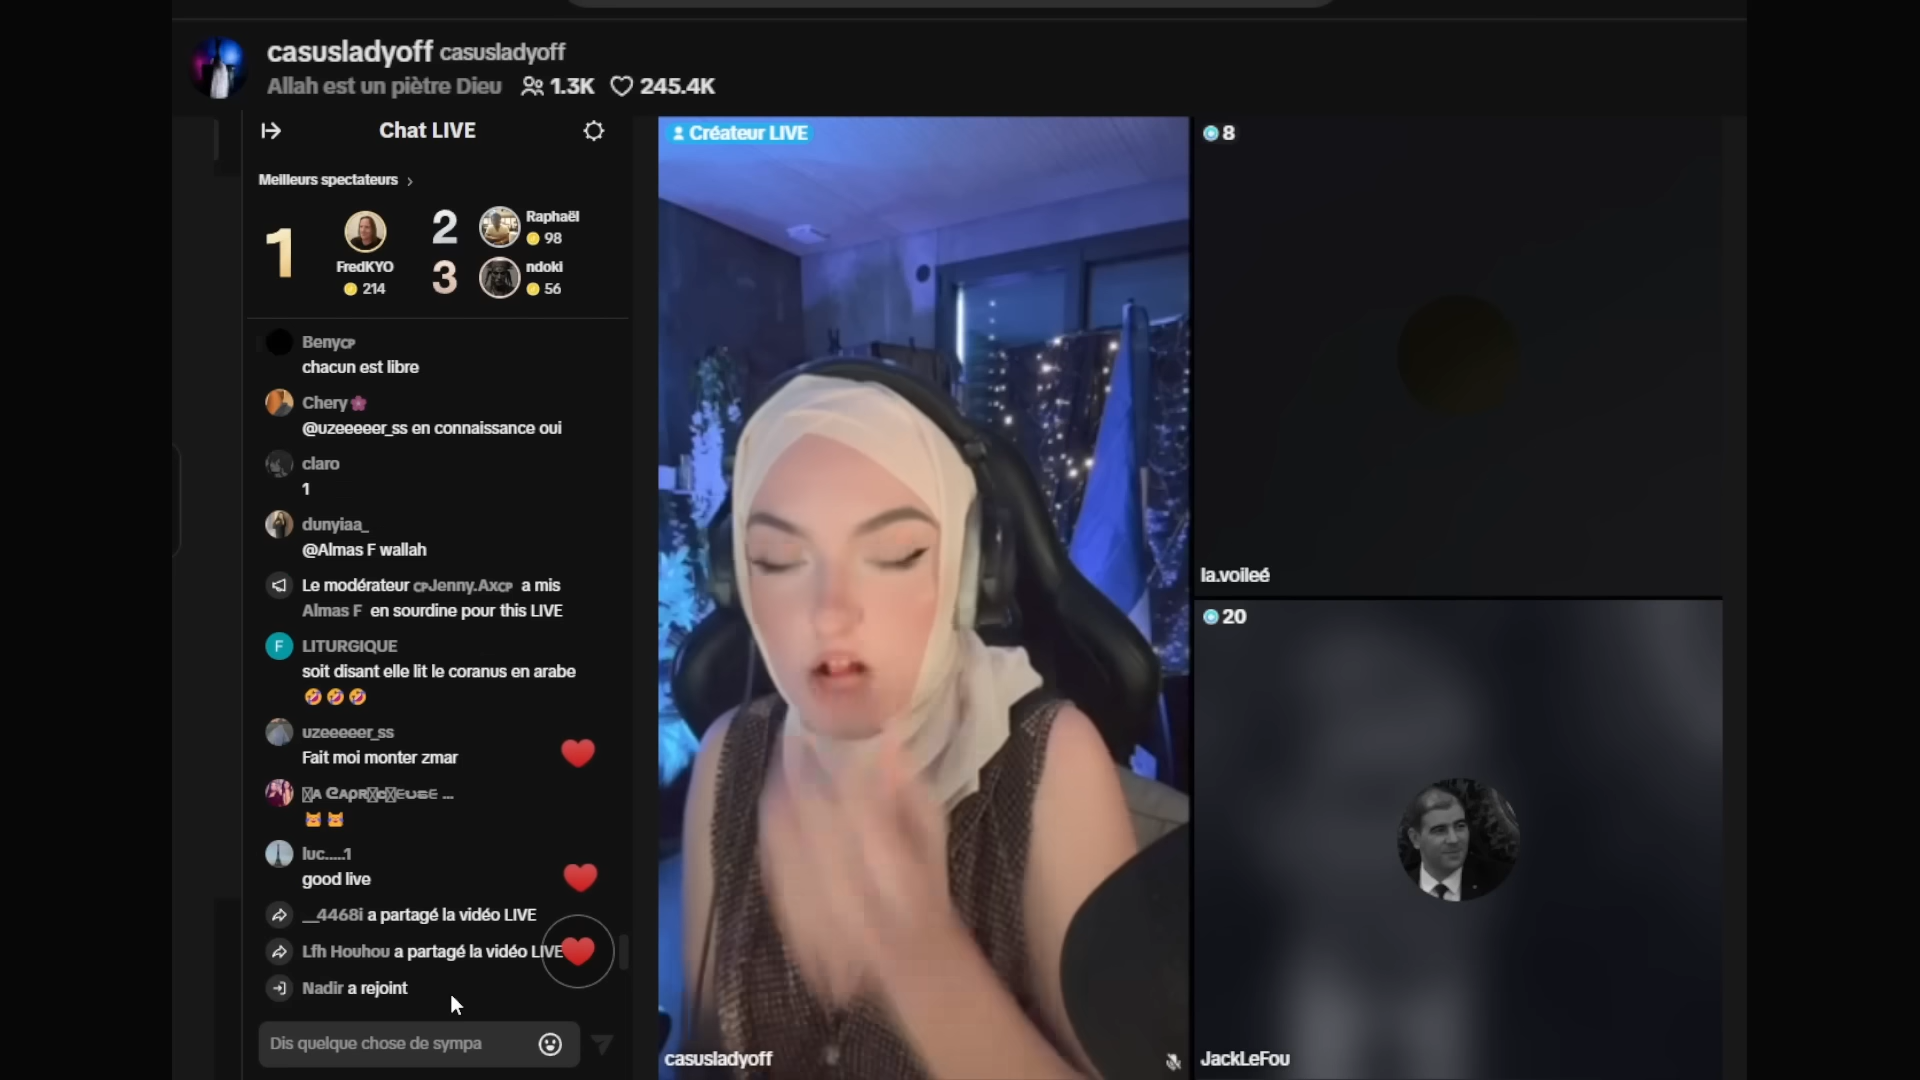 casusladyoff casusladyoff
Allah est un piètre Dieu 1.3K 245.4K
Chat LIVE
Meilleurs spectateurs >
1 FredKYO 214
2 Raphaël 98
3 ndoki 56
Beny
chacun est libre
Chery🌸
@uzeeeeer_ss en connaissance oui
claro
1
dunyiaa_
@Almas F wallah
Le modérateur Jenny.Ax a mis
Almas F en sourdine pour this LIVE
F LITURGIQUE
soit disant elle lit le coranus en arabe
🤣🤣🤣
uzeeeeer_ss
Fait moi monter zmar
😹😹
luc.....1
good live
__4468i a partagé la vidéo LIVE
Lfh Houhou a partagé la vidéo LIVE
Nadir a rejoint
Dis quelque chose de sympa
Créateur LIVE
casusladyoff
8
la.voileé
20
JackLeFou